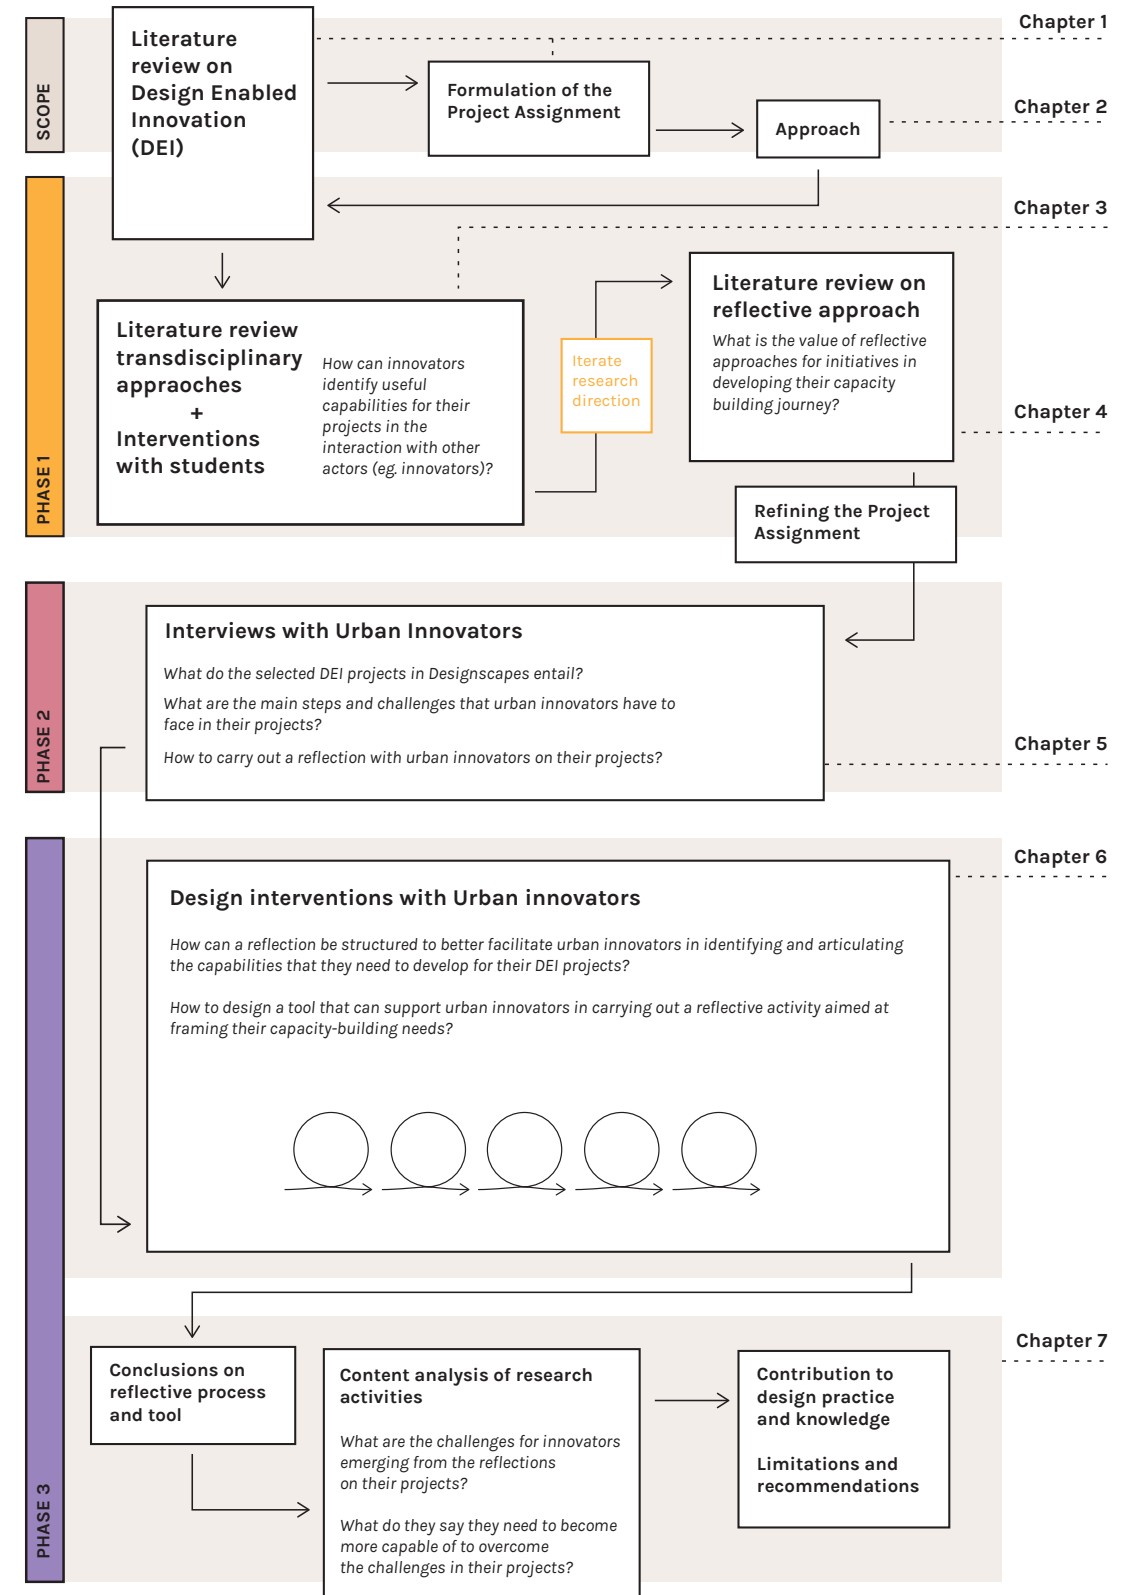 SCOPE
Literature
review on
Design Enabled
Innovation
(DEI)
Formulation of the
Project Assignment
Approach
Chapter 1
Chapter 2
PHASE 1
Chapter 3
Literature review
transdisciplinary
appraoches
+
Interventions
with students
How can innovators
identify useful
capabilities for their
projects in the
interaction with other
actors (eg. innovators)?
Iterate
research
direction
Literature review on
reflective approach
What is the value of reflective
approaches for initiatives in
developing their capacity
building journey?
Chapter 4
Refining the Project
Assignment
PHASE 2
Interviews with Urban Innovators
What do the selected DEI projects in Designscapes entail?
What are the main steps and challenges that urban innovators have to
face in their projects?
How to carry out a reflection with urban innovators on their projects?
Chapter 5
PHASE 3
Chapter 6
Design interventions with Urban innovators
How can a reflection be structured to better facilitate urban innovators in identifying and articulating
the capabilities that they need to develop for their DEI projects?
How to design a tool that can support urban innovators in carrying out a reflective activity aimed at
framing their capacity-building needs?
Chapter 7
Conclusions on
reflective process
and tool
Content analysis of research
activities
What are the challenges for innovators
emerging from the reflections
on their projects?
What do they say they need to become
more capable of to overcome
the challenges in their projects?
Contribution to
design practice
and knowledge
Limitations and
recommendations